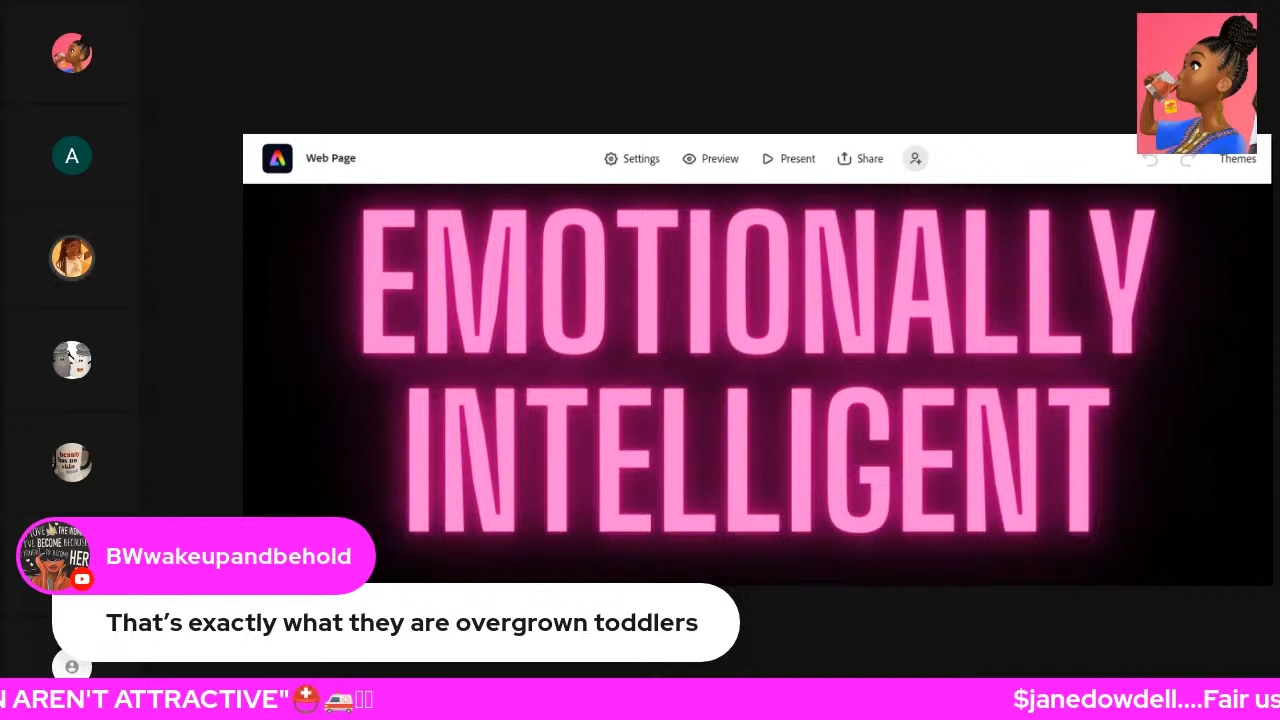 A
Web Page
Settings
Preview
Present
Share
Themes
EMOTIONALLY
INTELLIGENT
BWwakeupandbehold
That’s exactly what they are overgrown toddlers
N AREN'T ATTRACTIVE"
$janedowdell....Fair us